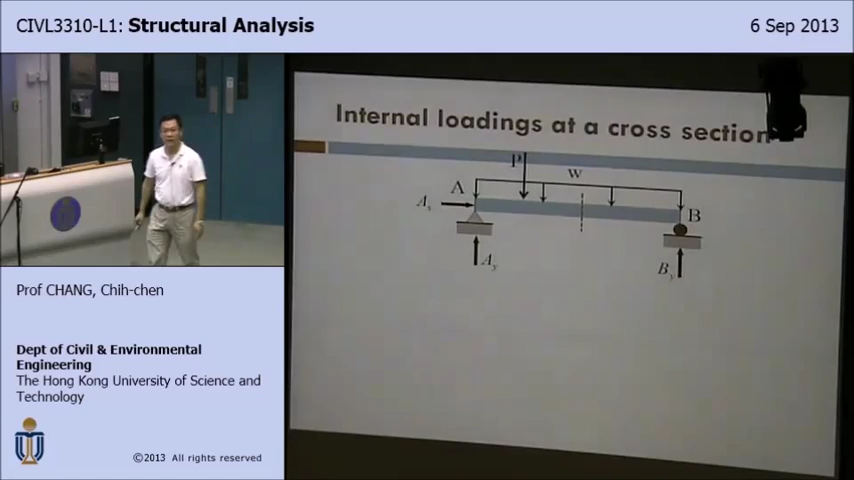 CIVL3310-L1: Structural Analysis
6 Sep 2013
Internal loadings at a cross section
P
w
A
B
Ax
Ay
By
Prof CHANG, Chih-chen
Dept of Civil & Environmental
Engineering
The Hong Kong University of Science and
Technology
©2013 All rights reserved